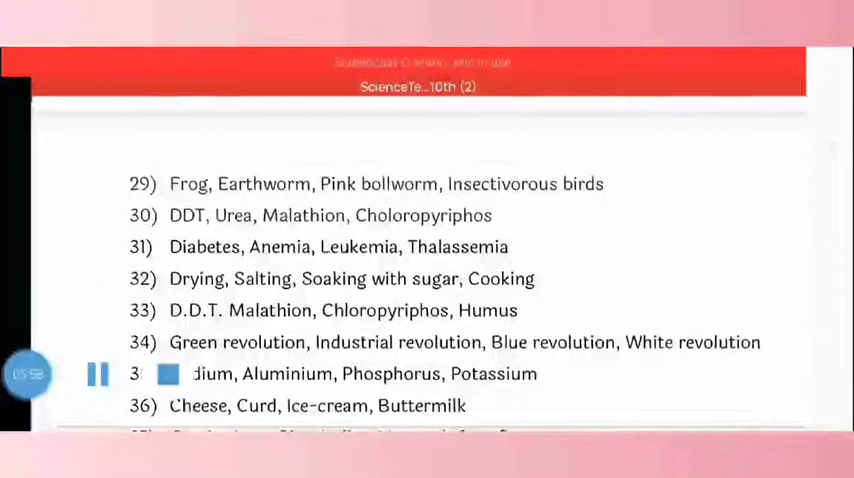 ScienceTe...10th (2)
29) Frog, Earthworm, Pink bollworm, Insectivorous birds
30) DDT, Urea, Malathion, Choloropyriphos
31) Diabetes, Anemia, Leukemia, Thalassemia
32) Drying, Salting, Soaking with sugar, Cooking
33) D.D.T. Malathion, Chloropyriphos, Humus
34) Green revolution, Industrial revolution, Blue revolution, White revolution
05:58
Aluminium, Phosphorus, Potassium
36) Cheese, Curd, Ice-cream, Buttermilk